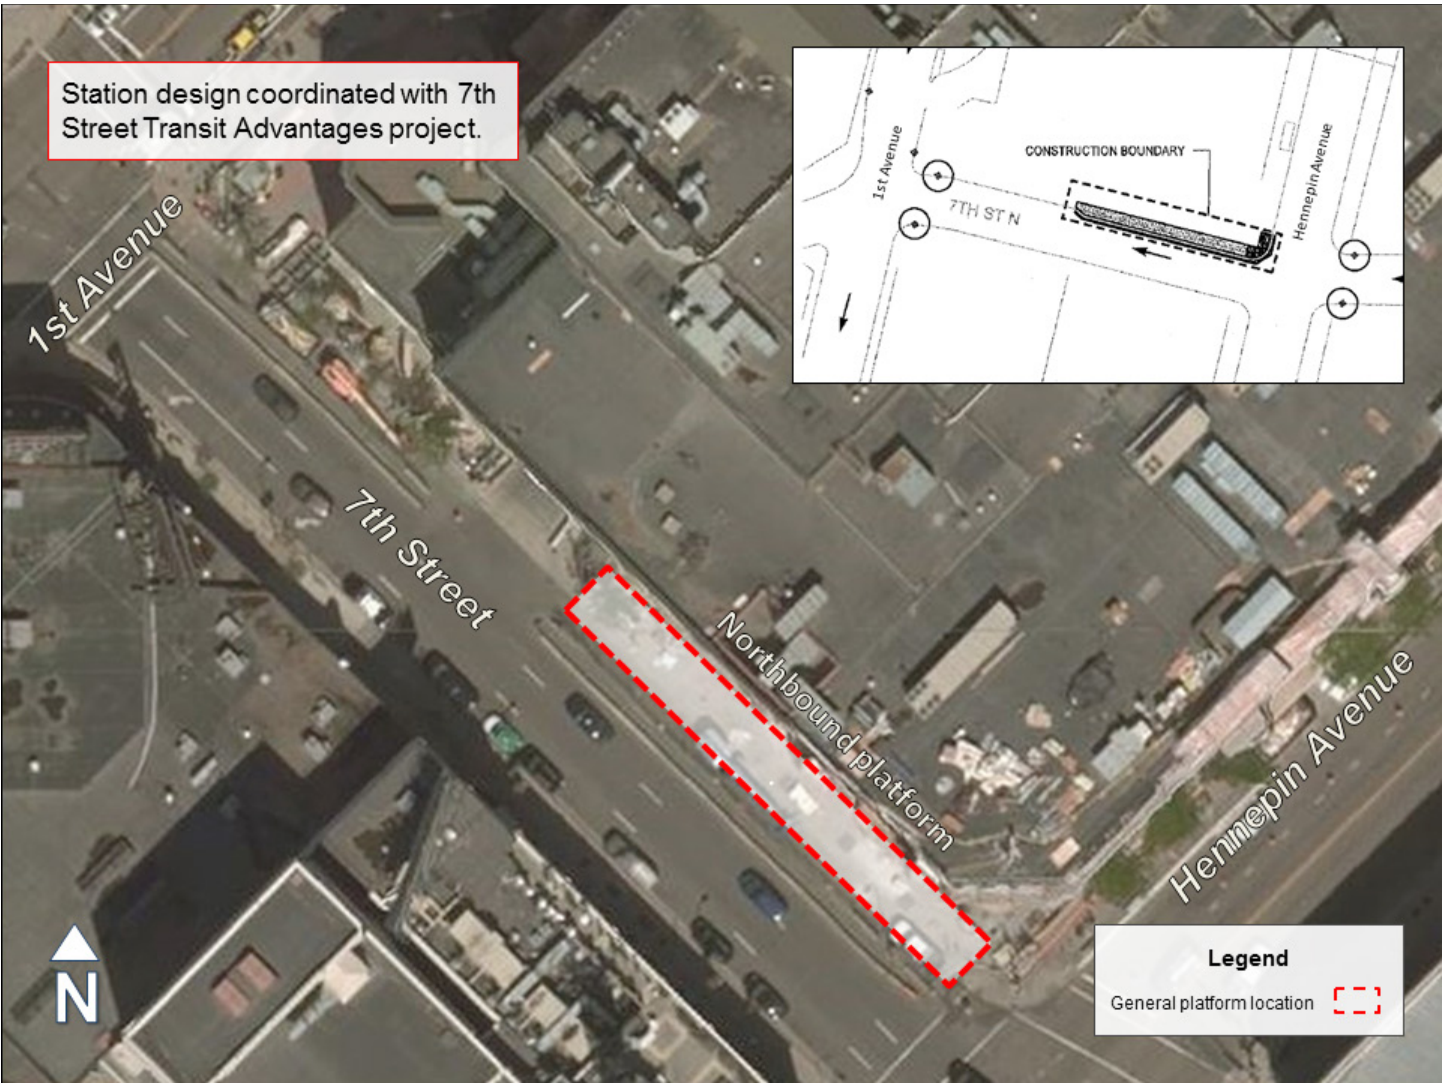 Station design coordinated with 7th
Street Transit Advantages project.
1st Avenue
CONSTRUCTION BOUNDARY
Hennepin Avenue
7TH ST N
1st Avenue
7th Street
Northbound platform
Hennepin Avenue
N
Legend
General platform location